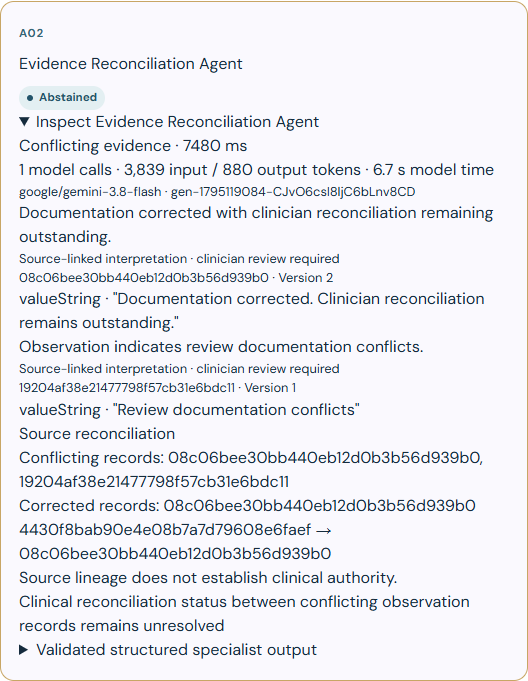 A02
Evidence Reconciliation Agent
Abstained
Inspect Evidence Reconciliation Agent
Conflicting evidence · 7480 ms
1 model calls · 3,839 input / 880 output tokens · 6.7 s model time
google/gemini-3.8-flash · gen-1795119084-CJvO6csI8IjC6bLnv8CD
Documentation corrected with clinician reconciliation remaining
outstanding.
Source-linked interpretation · clinician review required
08c06bee30bb440eb12d0b3b56d939b0 · Version 2
valueString · "Documentation corrected. Clinician reconciliation
remains outstanding."
Observation indicates review documentation conflicts.
Source-linked interpretation · clinician review required
19204af38e21477798f57cb31e6bdc11 · Version 1
valueString · "Review documentation conflicts"
Source reconciliation
Conflicting records: 08c06bee30bb440eb12d0b3b56d939b0,
19204af38e21477798f57cb31e6bdc11
Corrected records: 08c06bee30bb440eb12d0b3b56d939b0
4430f8bab90e4e08b7a7d79608e6faef →
08c06bee30bb440eb12d0b3b56d939b0
Source lineage does not establish clinical authority.
Clinical reconciliation status between conflicting observation
records remains unresolved
Validated structured specialist output